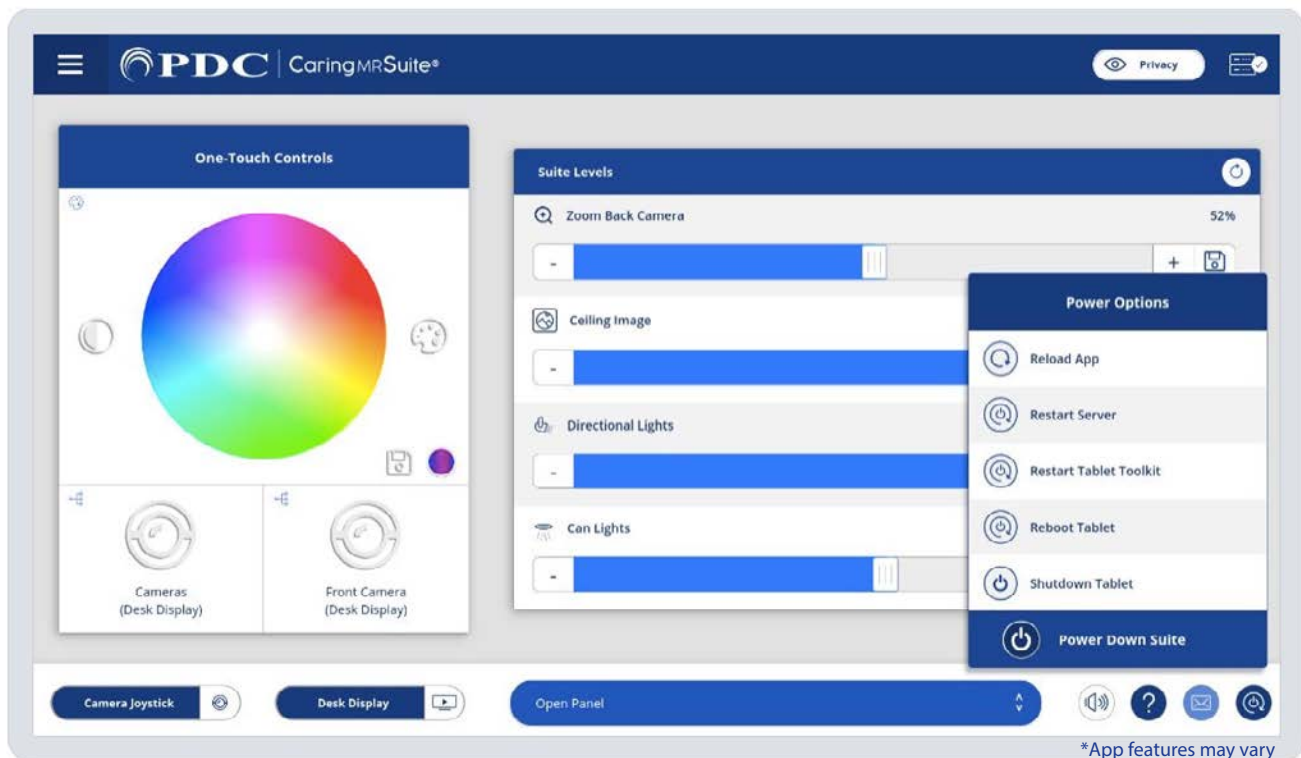 PDC CaringMRSuite®
Privacy
One-Touch Controls
Cameras
(Desk Display)
Front Camera
(Desk Display)
Suite Levels
Zoom Back Camera
52%
-
+
Ceiling Image
-
Directional Lights
-
Can Lights
-
Power Options
Reload App
Restart Server
Restart Tablet Toolkit
Reboot Tablet
Shutdown Tablet
Power Down Suite
Camera Joystick
Desk Display
Open Panel
?
*App features may vary